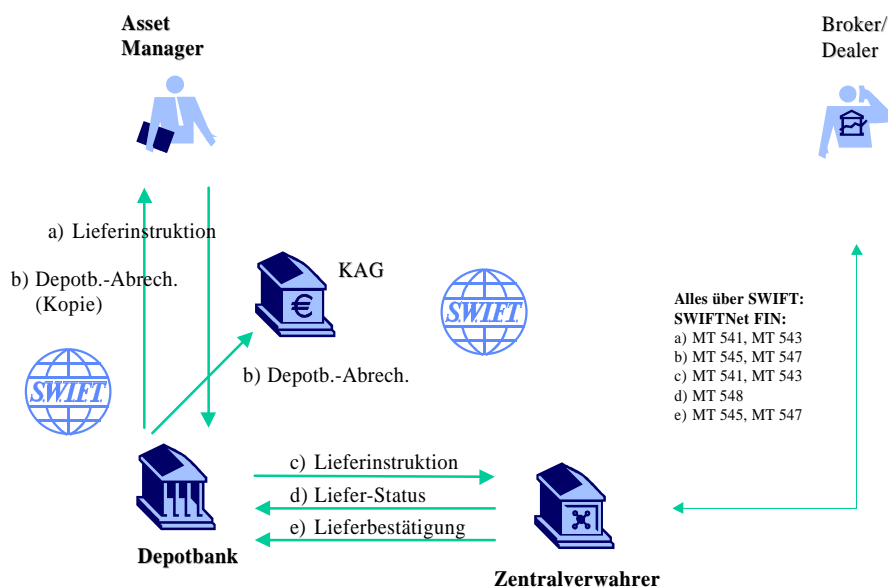 Asset
Manager
Broker/
Dealer
a) Lieferinstruktion
b) Depotb.-Abrech.
(Kopie)
KAG
€
S.W.I.F.T.
S.W.I.F.T.
b) Depotb.-Abrech.
Alles über SWIFT:
SWIFTNet FIN:
a) MT 541, MT 543
b) MT 545, MT 547
c) MT 541, MT 543
d) MT 548
e) MT 545, MT 547
c) Lieferinstruktion
d) Liefer-Status
e) Lieferbestätigung
Depotbank
Zentralverwahrer